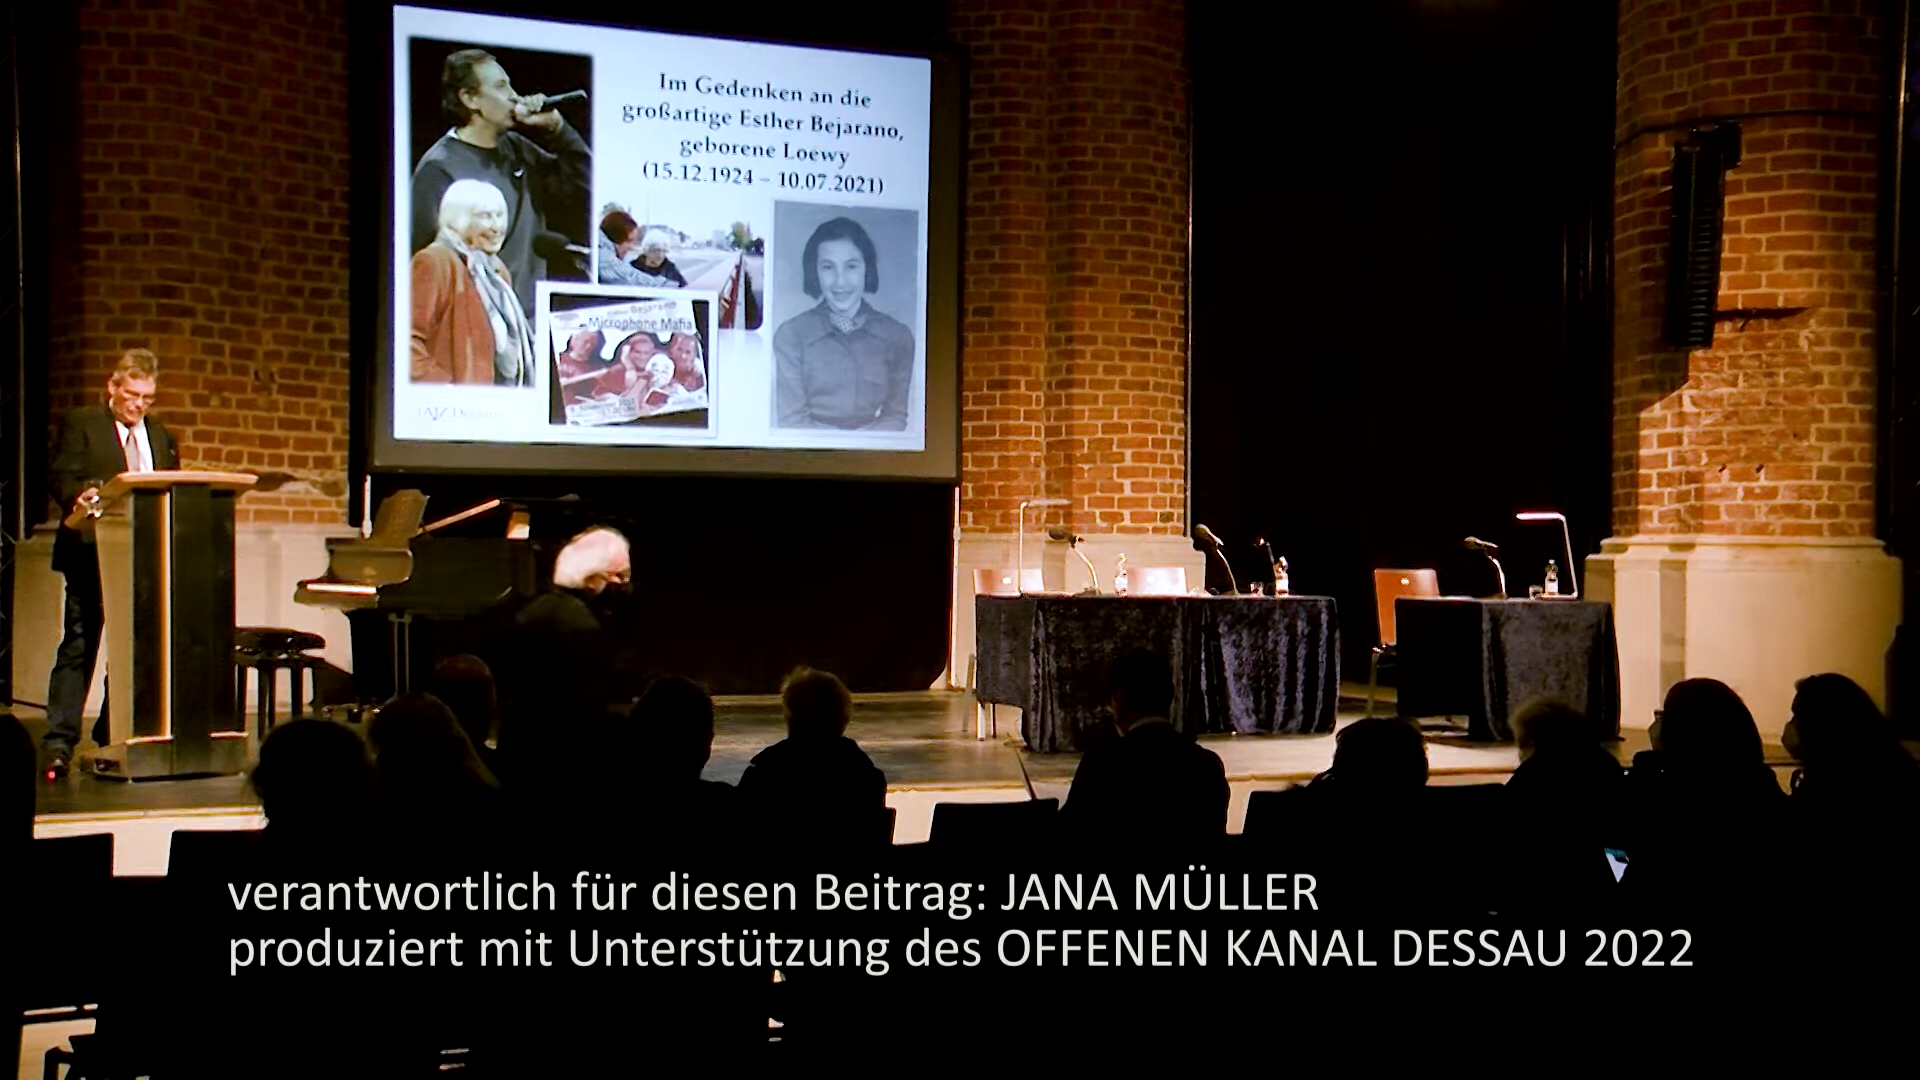 Im Gedenken an die
großartige Esther Bejarano,
geborene Loewy
(15.12.1924 – 10.07.2021)
Bejarano
Microphone Mafia
verantwortlich für diesen Beitrag: JANA MÜLLER
produziert mit Unterstützung des OFFENEN KANAL DESSAU 2022